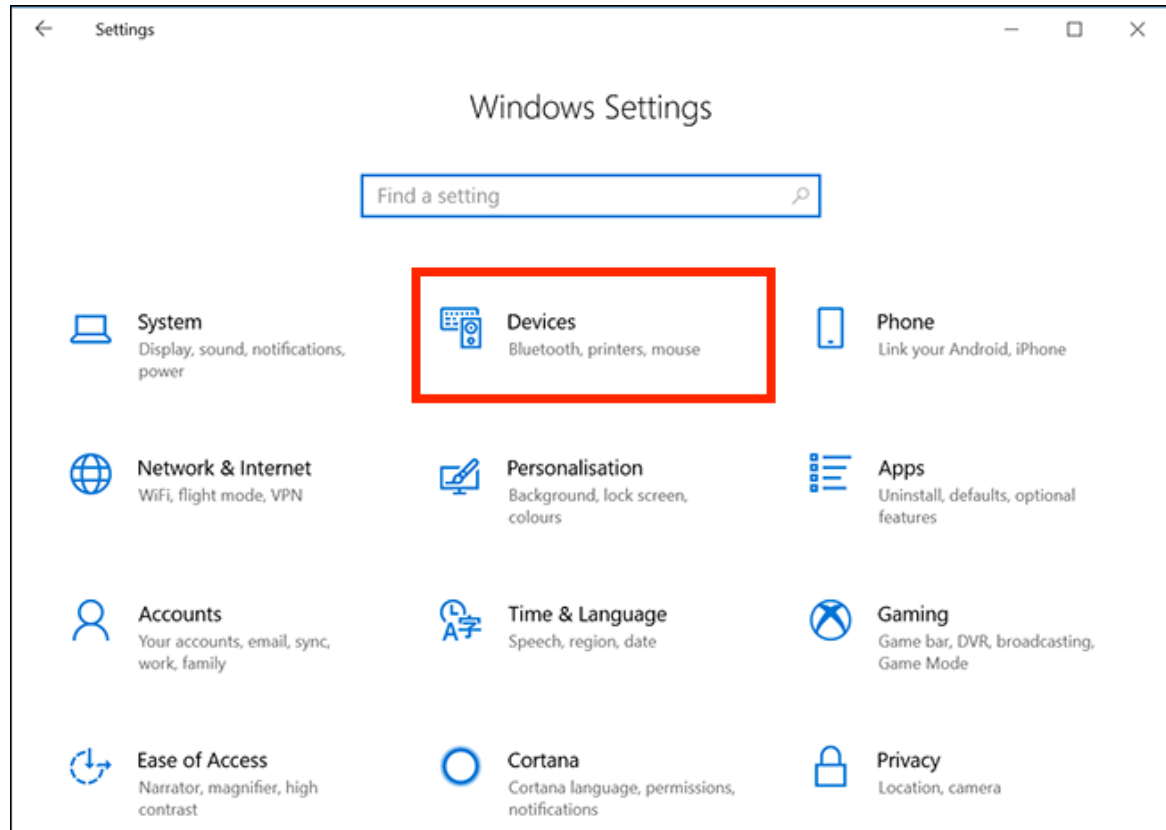 Settings
Windows Settings
Find a setting
System
Display, sound, notifications,
power
Devices
Bluetooth, printers, mouse
Phone
Link your Android, iPhone
Network & Internet
WiFi, flight mode, VPN
Personalisation
Background, lock screen,
colours
Apps
Uninstall, defaults, optional
features
Accounts
Your accounts, email, sync,
work, family
Time & Language
Speech, region, date
Gaming
Game bar, DVR, broadcasting,
Game Mode
Ease of Access
Narrator, magnifier, high
contrast
Cortana
Cortana language, permissions,
notifications
Privacy
Location, camera